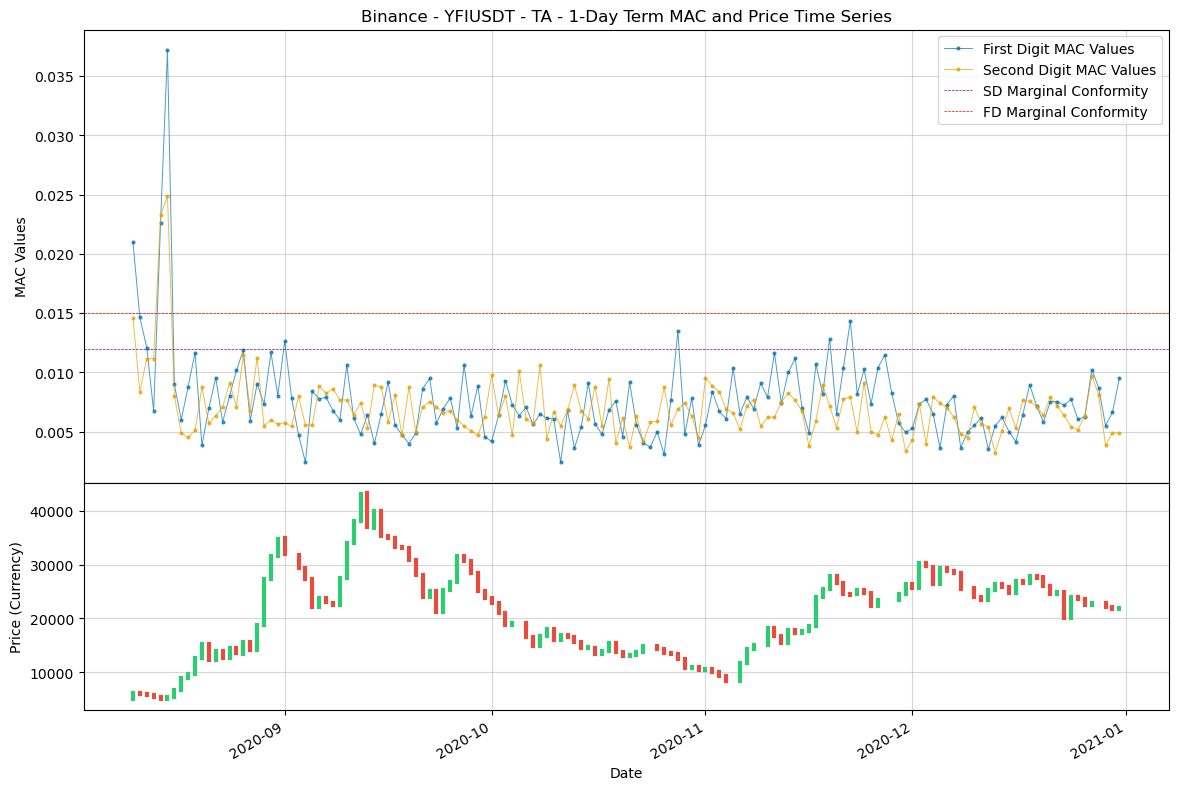 Binance - YFIUSDT - TA - 1-Day Term MAC and Price Time Series
First Digit MAC Values
Second Digit MAC Values
SD Marginal Conformity
FD Marginal Conformity
MAC Values
0.035
0.030
0.025
0.020
0.015
0.010
0.005
Price (Currency)
40000
30000
20000
10000
2020-09
2020-10
2020-11
2020-12
2021-01
Date